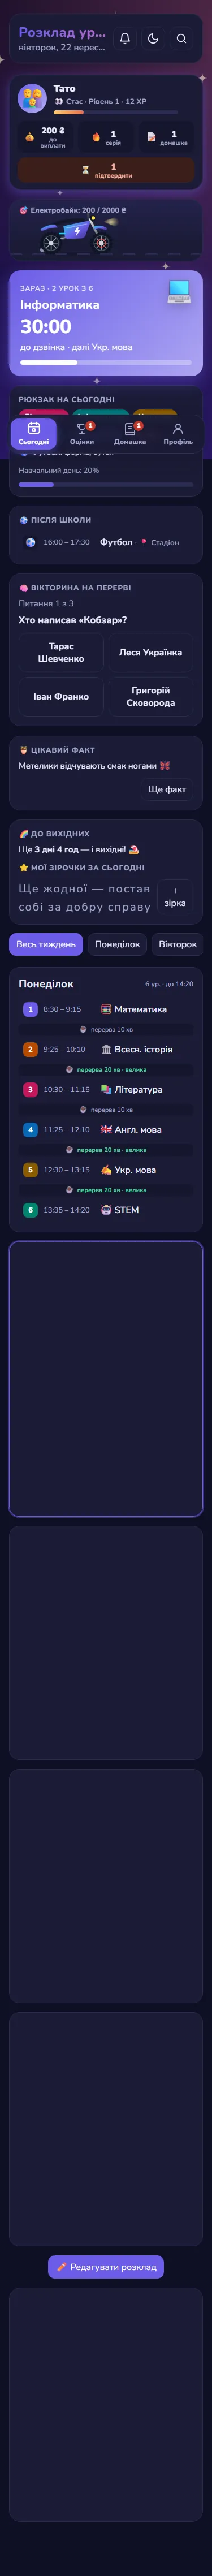 Розклад ур…
вівторок, 22 верес…
Тато
Стас · Рівень 1 · 12 XP
200 ₴
до
виплати
1
серія
1
домашка
1
підтвердити
Електробайк: 200 / 2000 ₴
ЗАРАЗ · 2 УРОК З 6
Інформатика
30:00
до дзвінка · далі Укр. мова
РЮКЗАК НА СЬОГОДНІ
1
1
Сьогодні
Оцінки
Домашка
Профіль
Навчальний день: 20%
ПІСЛЯ ШКОЛИ
16:00 – 17:30
Футбол · Стадіон
ВІКТОРИНА НА ПЕРЕРВІ
Питання 1 з 3
Хто написав «Кобзар»?
Тарас
Шевченко
Леся Українка
Іван Франко
Григорій
Сковорода
ЦІКАВИЙ ФАКТ
Метелики відчувають смак ногами
Ще факт
ДО ВИХІДНИХ
Ще 3 дні 4 год — і вихідні!
МОЇ ЗІРОЧКИ ЗА СЬОГОДНІ
Ще жодної — постав
собі за добру справу
+
зірка
Весь тиждень
Понеділок
Вівторок
Понеділок
6 ур. · до 14:20
1 8:30 – 9:15 Математика
перерва 10 хв
2 9:25 – 10:10 Всесв. історія
перерва 20 хв · велика
3 10:30 – 11:15 Література
перерва 10 хв
4 11:25 – 12:10 Англ. мова
перерва 20 хв · велика
5 12:30 – 13:15 Укр. мова
перерва 20 хв · велика
6 13:35 – 14:20 STEM
Редагувати розклад